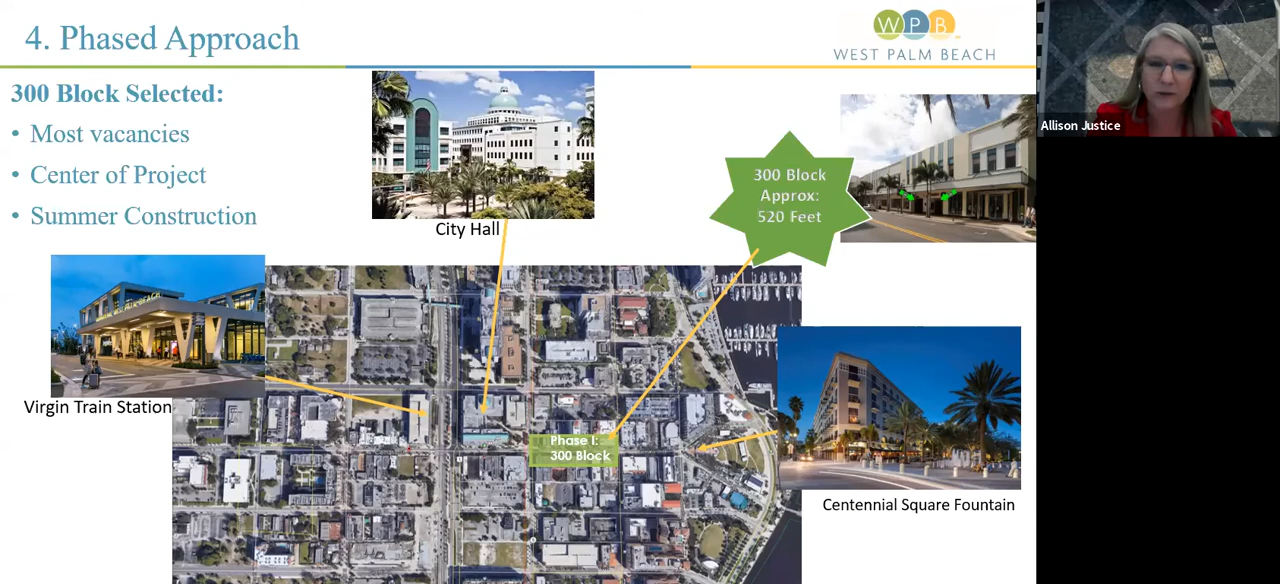 4. Phased Approach
WPB
WEST PALM BEACH
300 Block Selected:
• Most vacancies
• Center of Project
• Summer Construction
City Hall
300 Block
Approx:
520 Feet
Allison Justice
Virgin Train Station
Phase I:
300 Block
Centennial Square Fountain